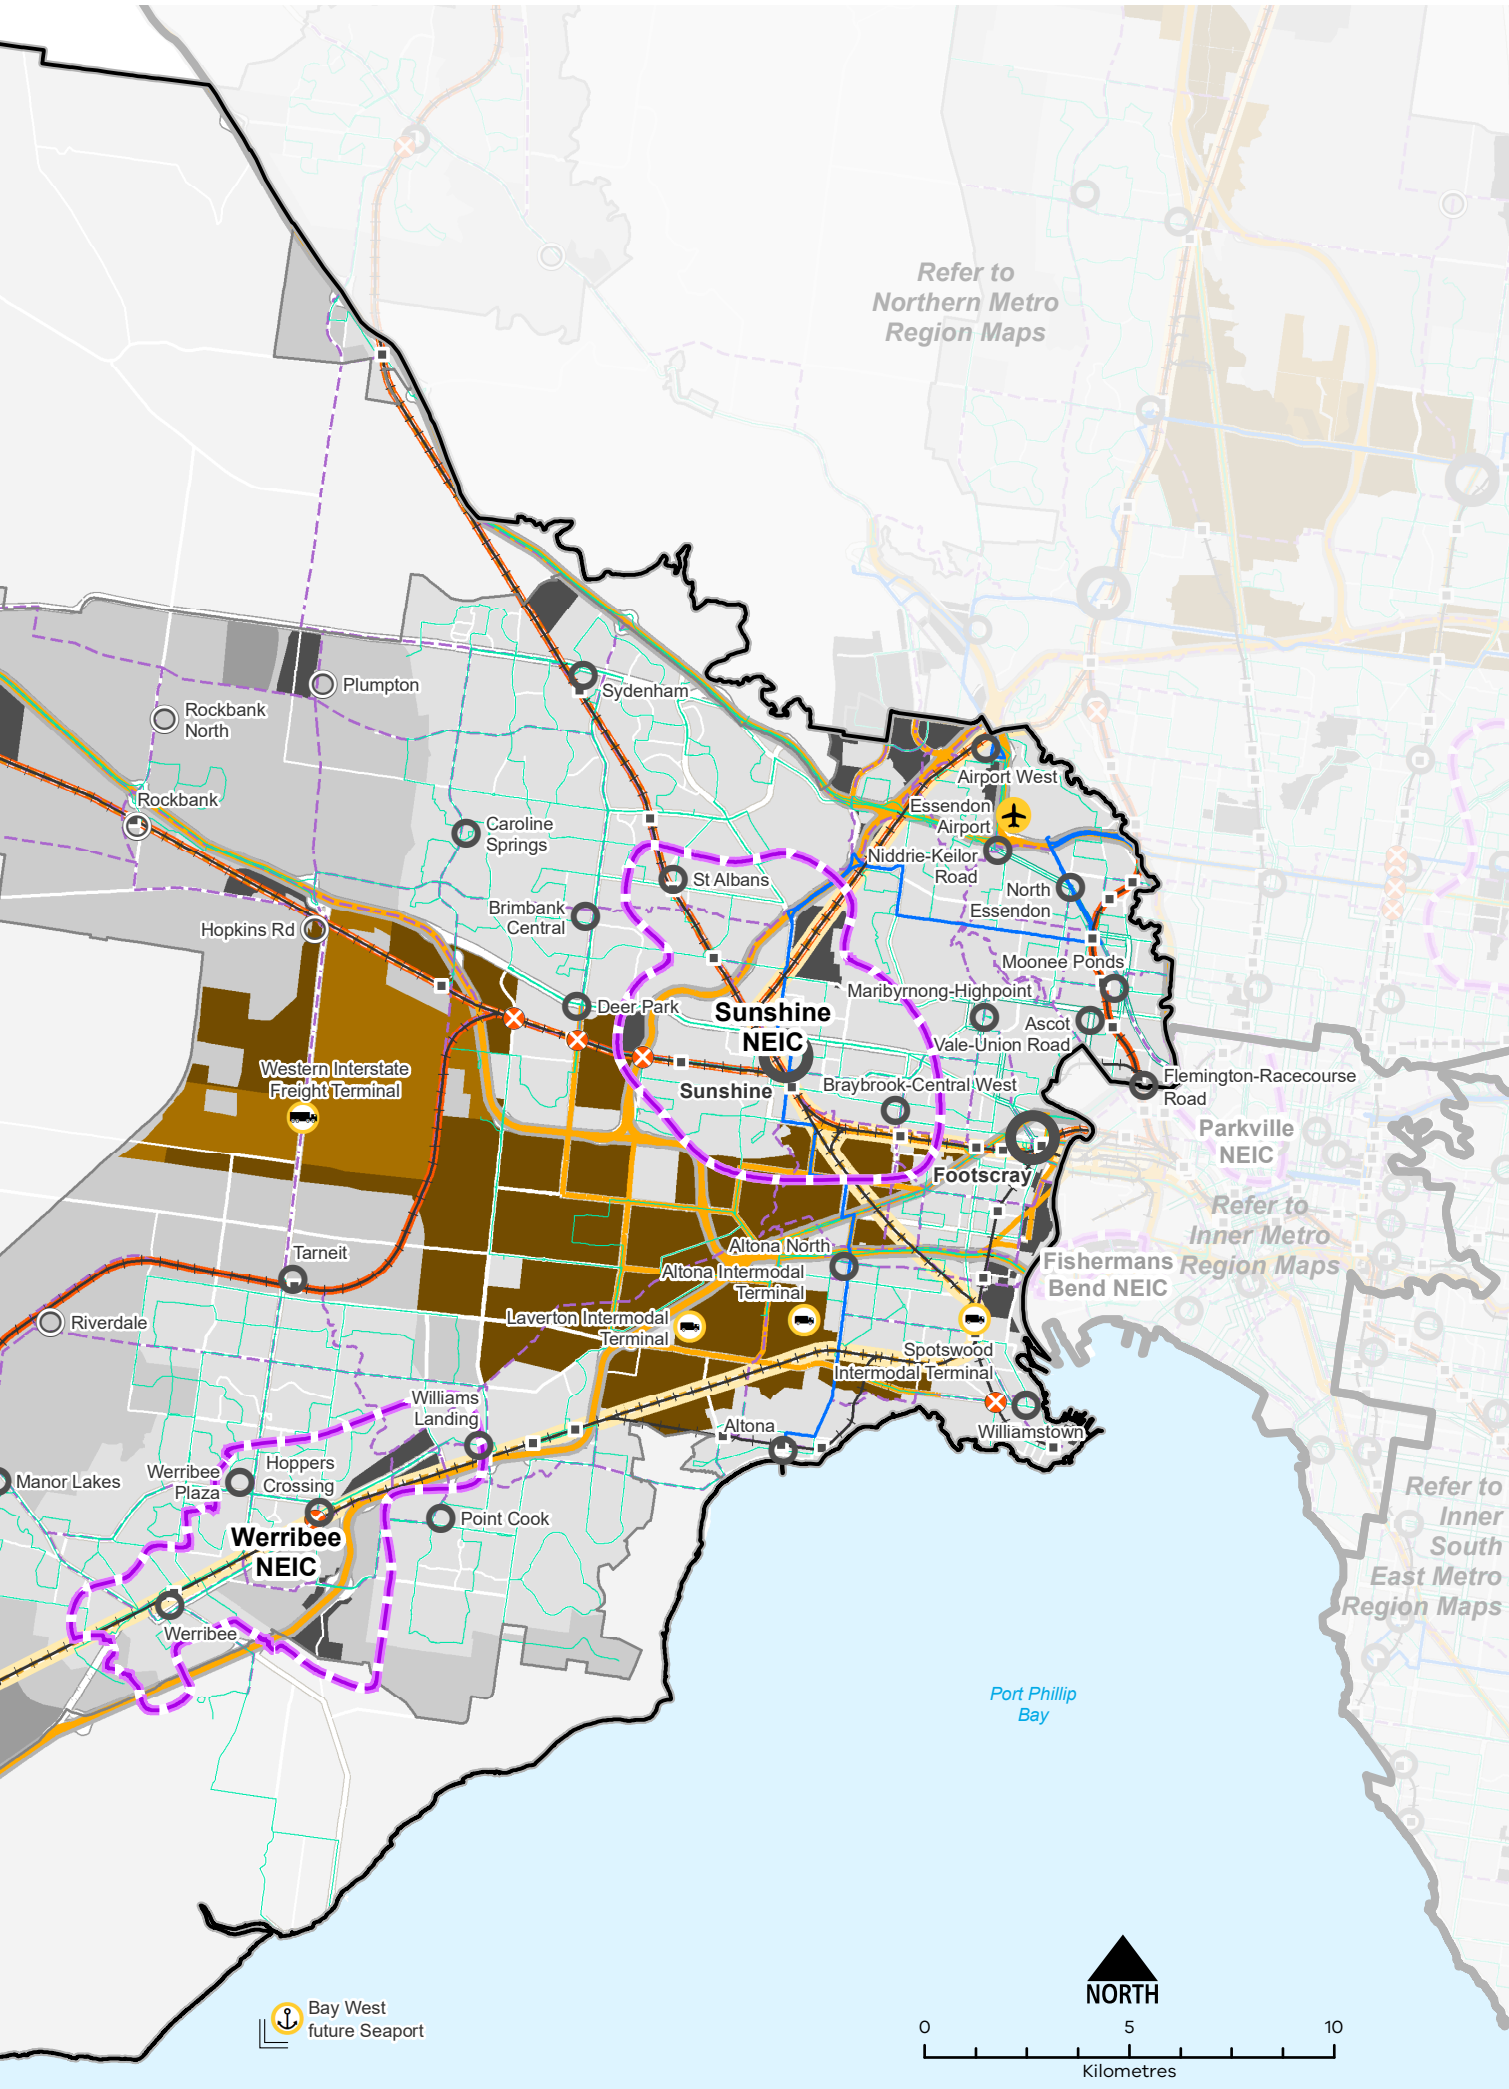 Refer to
Northern Metro
Region Maps
Plumpton
Sydenham
Rockbank
North
Airport West
Rockbank
Essendon
Airport
Caroline
Springs
Niddrie-Keilor
Road
St Albans
North
Essendon
Brimbank
Central
Hopkins Rd
Moonee Ponds
Maribyrnong-Highpoint
Deer Park
Sunshine
NEIC
Ascot
Vale-Union Road
Western Interstate
Freight Terminal
Sunshine
Braybrook-Central West
Flemington-Racecourse
Road
Parkville
NEIC
Footscray
Refer to
Inner Metro
Region Maps
Tarneit
Altona North
Altona Intermodal
Terminal
Fishermans
Bend NEIC
Riverdale
Laverton Intermodal
Terminal
Spotswood
Intermodal Terminal
Williams
Landing
Altona
Williamstown
Manor Lakes
Werribee
Plaza
Hoppers
Crossing
Point Cook
Refer to
Inner
South
East Metro
Region Maps
Werribee
NEIC
Werribee
Port Phillip
Bay
NORTH
Bay West
future Seaport
0 5 10
Kilometres